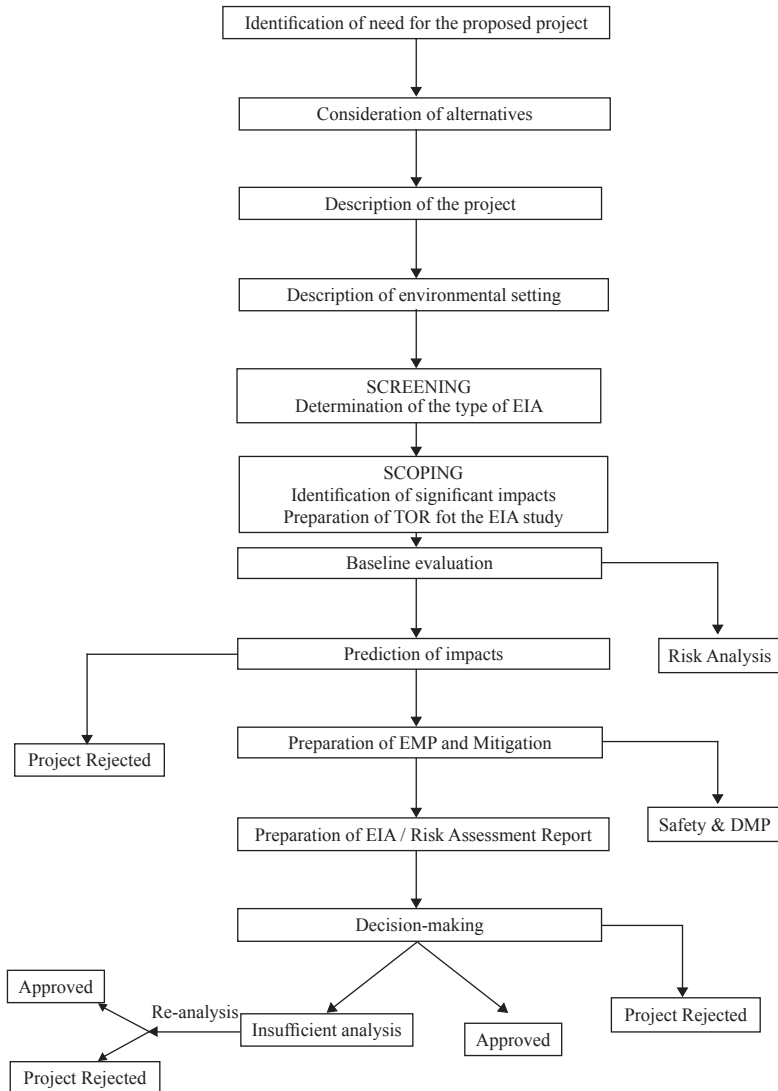 Identification of need for the proposed project
Consideration of alternatives
Description of the project
Description of environmental setting
SCREENING
Determination of the type of EIA
SCOPING
Identification of significant impacts
Preparation of TOR fot the EIA study
Baseline evaluation
Risk Analysis
Prediction of impacts
Project Rejected
Preparation of EMP and Mitigation
Safety & DMP
Preparation of EIA / Risk Assessment Report
Decision-making
Project Rejected
Approved
Re-analysis
Insufficient analysis
Approved
Project Rejected